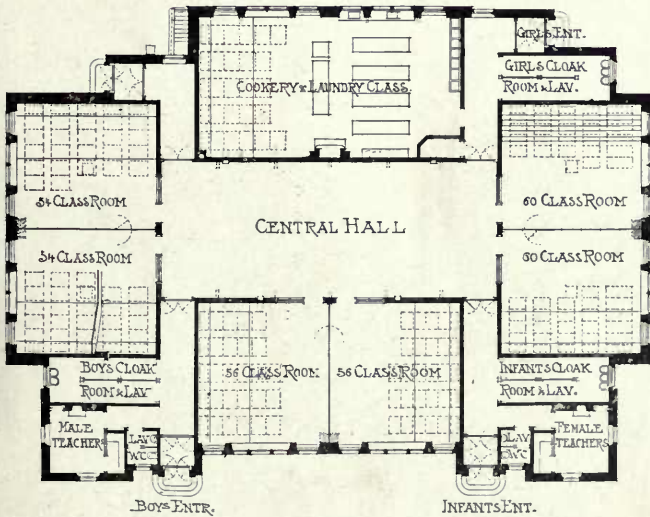 GIRLS ENT.
GIRLS CLOAK
ROOM & LAV.
COOKERY & LAUNDRY CLASS.
54 CLASS ROOM
60 CLASS ROOM
CENTRAL HALL
54 CLASS ROOM
60 CLASS ROOM
BOYS CLOAK
ROOM & LAV
56 CLASS ROOM
56 CLASS ROOM
INFANTS CLOAK
ROOM & LAV.
MALE
TEACHERS
LAV
WC
LAV
WC
FEMALE
TEACHERS
BOYS ENTR.
INFANTS ENT.